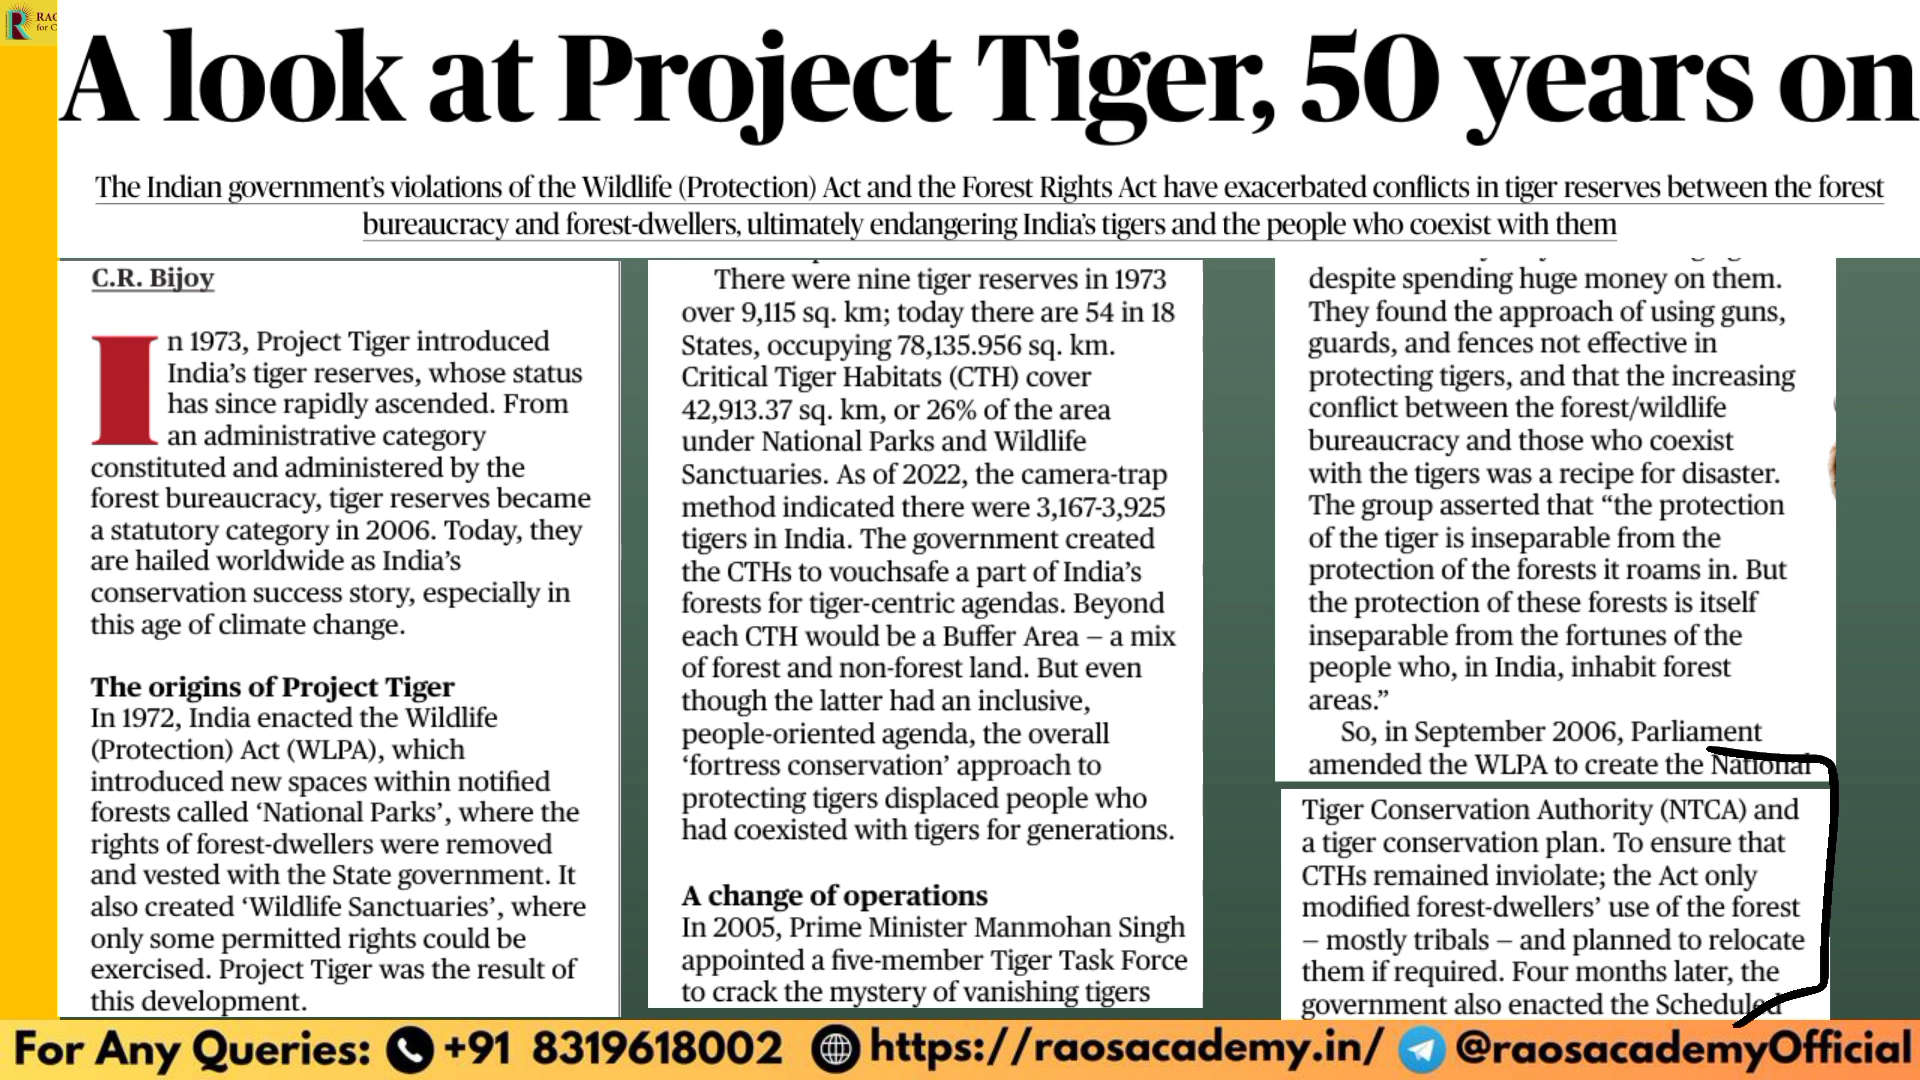 RAO
for C
A look at Project Tiger, 50 years on
The Indian government’s violations of the Wildlife (Protection) Act and the Forest Rights Act have exacerbated conflicts in tiger reserves between the forest
bureaucracy and forest-dwellers, ultimately endangering India’s tigers and the people who coexist with them
C.R. Bijoy
In 1973, Project Tiger introduced
India’s tiger reserves, whose status
has since rapidly ascended. From
an administrative category
constituted and administered by the
forest bureaucracy, tiger reserves became
a statutory category in 2006. Today, they
are hailed worldwide as India’s
conservation success story, especially in
this age of climate change.
The origins of Project Tiger
In 1972, India enacted the Wildlife
(Protection) Act (WLPA), which
introduced new spaces within notified
forests called ‘National Parks’, where the
rights of forest-dwellers were removed
and vested with the State government. It
also created ‘Wildlife Sanctuaries’, where
only some permitted rights could be
exercised. Project Tiger was the result of
this development.
There were nine tiger reserves in 1973
over 9,115 sq. km; today there are 54 in 18
States, occupying 78,135.956 sq. km.
Critical Tiger Habitats (CTH) cover
42,913.37 sq. km, or 26% of the area
under National Parks and Wildlife
Sanctuaries. As of 2022, the camera-trap
method indicated there were 3,167-3,925
tigers in India. The government created
the CTHs to vouchsafe a part of India’s
forests for tiger-centric agendas. Beyond
each CTH would be a Buffer Area – a mix
of forest and non-forest land. But even
though the latter had an inclusive,
people-oriented agenda, the overall
‘fortress conservation’ approach to
protecting tigers displaced people who
had coexisted with tigers for generations.
A change of operations
In 2005, Prime Minister Manmohan Singh
appointed a five-member Tiger Task Force
to crack the mystery of vanishing tigers
despite spending huge money on them.
They found the approach of using guns,
guards, and fences not effective in
protecting tigers, and that the increasing
conflict between the forest/wildlife
bureaucracy and those who coexist
with the tigers was a recipe for disaster.
The group asserted that “the protection
of the tiger is inseparable from the
protection of the forests it roams in. But
the protection of these forests is itself
inseparable from the fortunes of the
people who, in India, inhabit forest
areas.”
So, in September 2006, Parliament
amended the WLPA to create the National
Tiger Conservation Authority (NTCA) and
a tiger conservation plan. To ensure that
CTHs remained inviolate; the Act only
modified forest-dwellers’ use of the forest
– mostly tribals – and planned to relocate
them if required. Four months later, the
government also enacted the Scheduled
For Any Queries: +91 8319618002 https://raosacademy.in/ @raosacademyOfficial